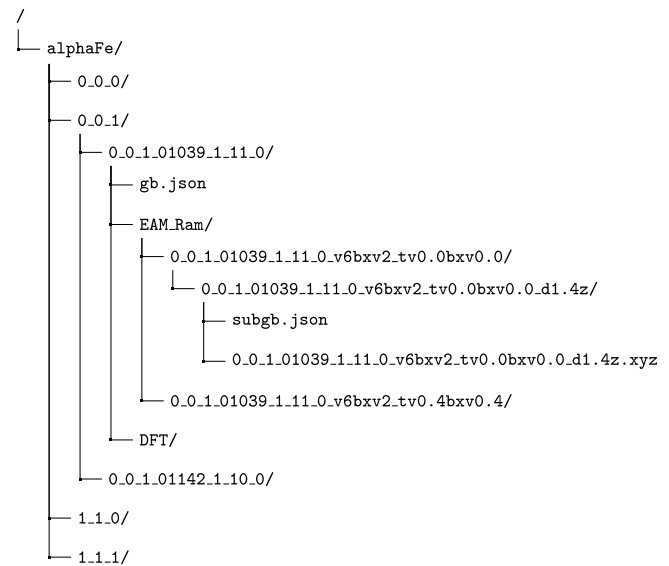 /
alphaFe/
0_0_0/
0_0_1/
0_0_1_01039_1_11_0/
gb.json
EAM_Ram/
0_0_1_01039_1_11_0_v6bxv2_tv0.0bxv0.0/
0_0_1_01039_1_11_0_v6bxv2_tv0.0bxv0.0_d1.4z/
subgb.json
0_0_1_01039_1_11_0_v6bxv2_tv0.0bxv0.0_d1.4z.xyz
0_0_1_01039_1_11_0_v6bxv2_tv0.4bxv0.4/
DFT/
0_0_1_01142_1_10_0/
1_1_0/
1_1_1/